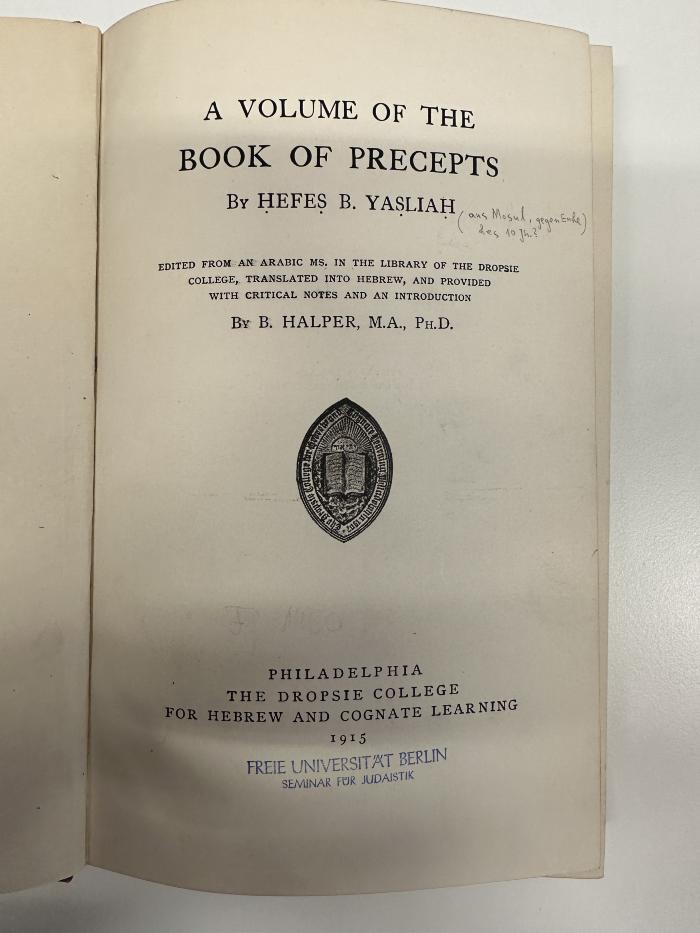 A VOLUME OF THE
BOOK OF PRECEPTS
By ḤEFEṢ B. YAṢLIAḤ
(aus Mosul, gegen Ende)
des 10 Jh.?
EDITED FROM AN ARABIC MS. IN THE LIBRARY OF THE DROPSIE
COLLEGE, TRANSLATED INTO HEBREW, AND PROVIDED
WITH CRITICAL NOTES AND AN INTRODUCTION
By B. HALPER, M.A., Ph.D.
PHILADELPHIA
THE DROPSIE COLLEGE
FOR HEBREW AND COGNATE LEARNING
1915
FREIE UNIVERSITÄT BERLIN
SEMINAR FÜR JUDAISTIK